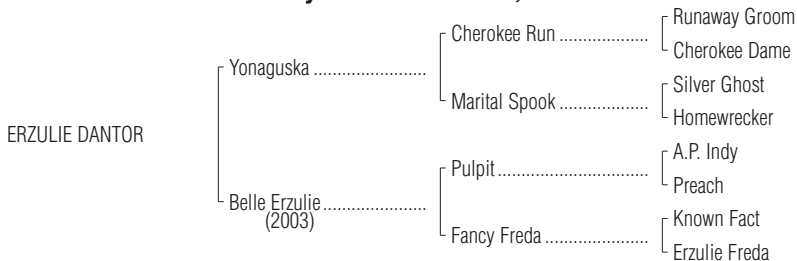 Runaway Groom
Cherokee Run ....................
Cherokee Dame
Yonaguska .........................
Silver Ghost
Marital Spook ....................
Homewrecker
ERZULIE DANTOR
A.P. Indy
Pulpit..................................
Preach
Belle Erzulie.......................
(2003)
Known Fact
Fancy Freda .......................
Erzulie Freda